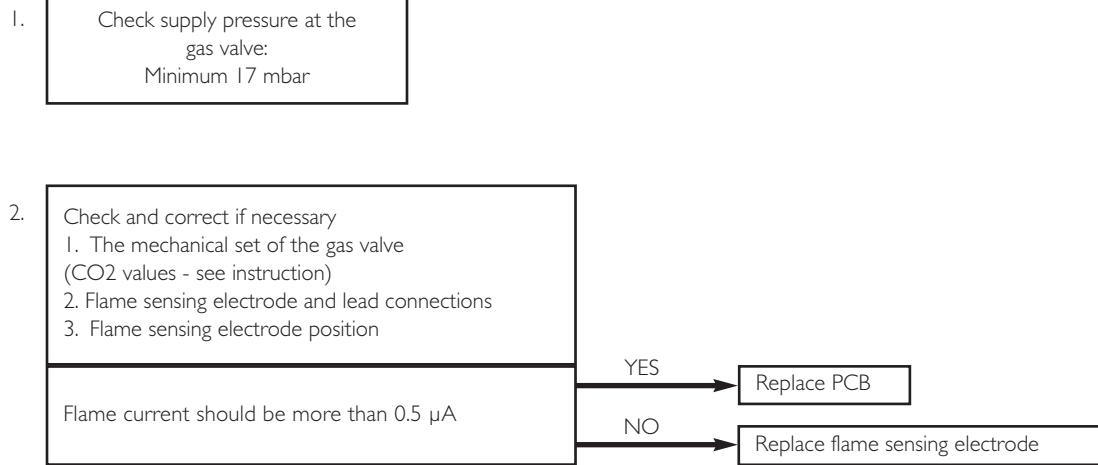 1.
Check supply pressure at the
gas valve:
Minimum 17 mbar
2.
Check and correct if necessary
1. The mechanical set of the gas valve
(CO2 values - see instruction)
2. Flame sensing electrode and lead connections
3. Flame sensing electrode position
Flame current should be more than 0.5 µA
YES
Replace PCB
NO
Replace flame sensing electrode